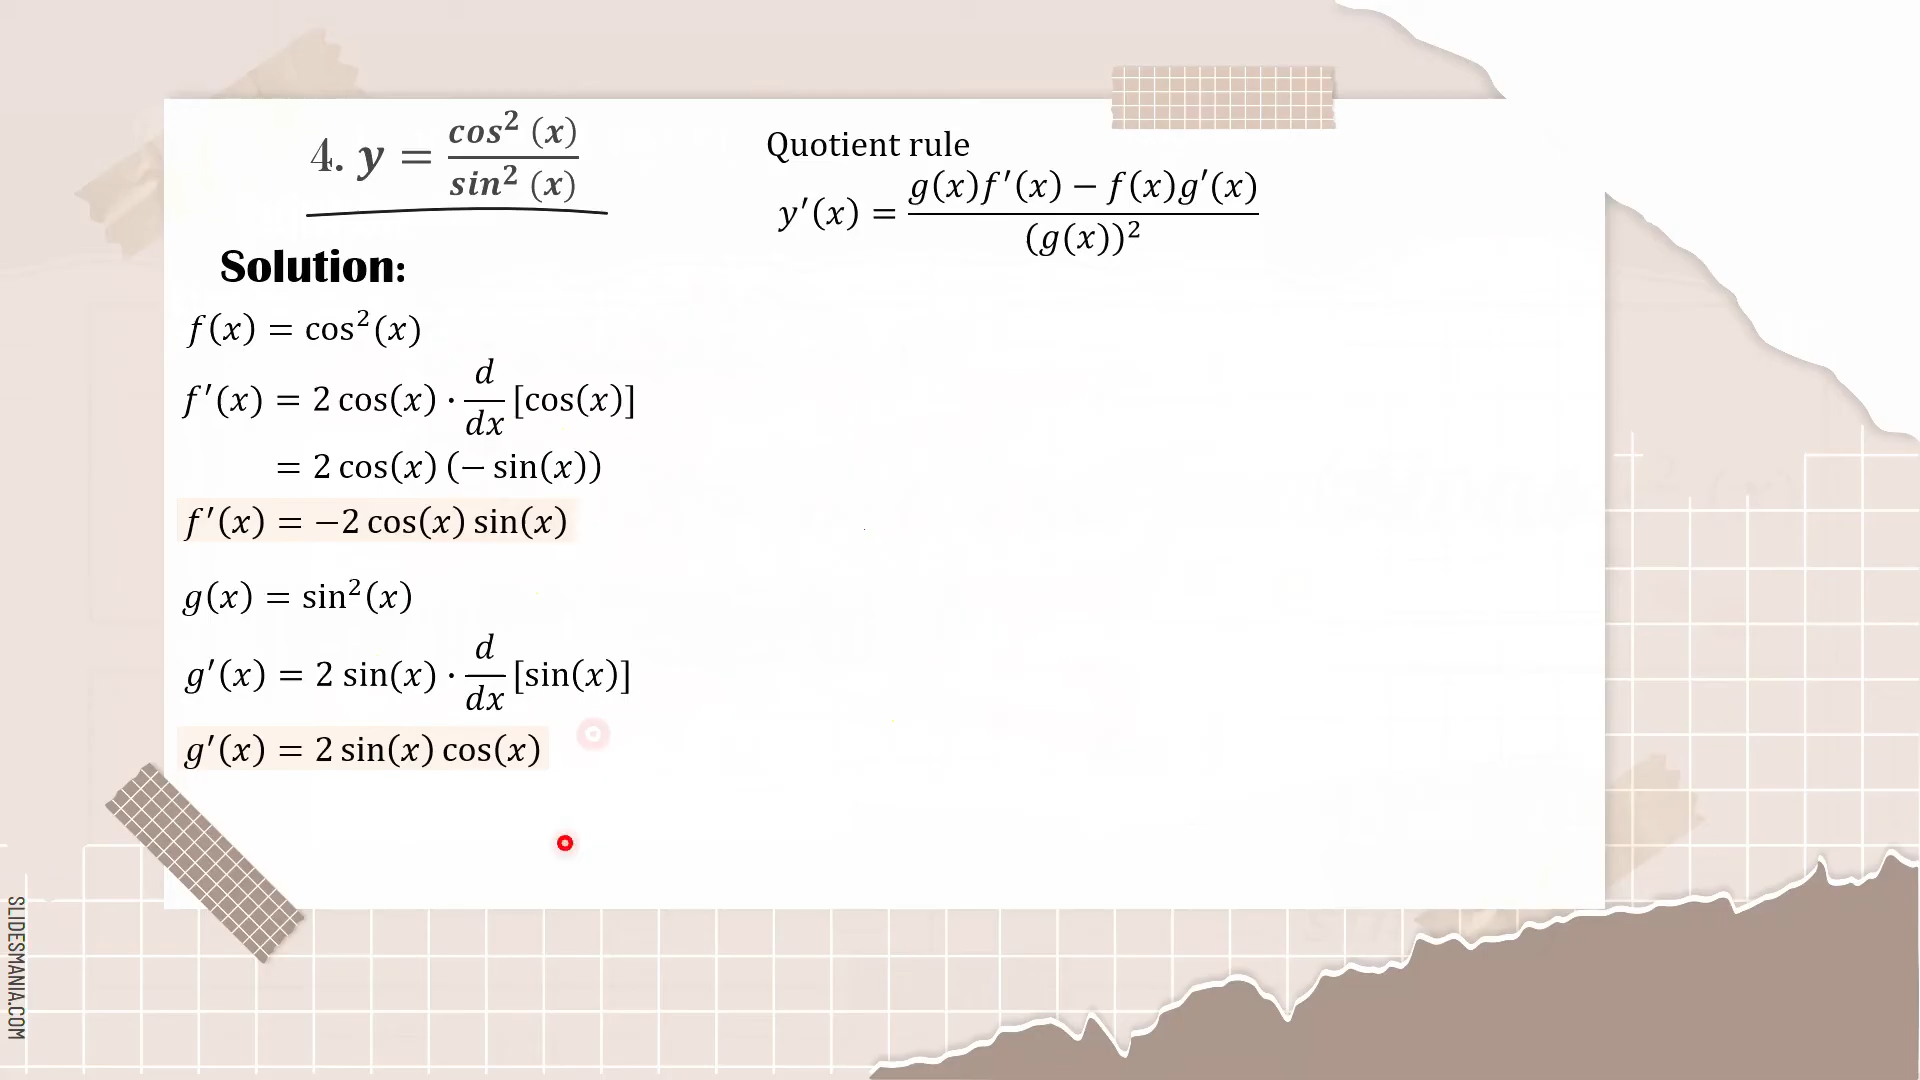 4. y = cos² (x) / sin² (x)
Solution:
f(x) = cos²(x)
f′(x) = 2 cos(x) · d/dx [cos(x)]
= 2 cos(x) (− sin(x))
f′(x) = −2 cos(x) sin(x)
g(x) = sin²(x)
g′(x) = 2 sin(x) · d/dx [sin(x)]
g′(x) = 2 sin(x) cos(x)
Quotient rule
y′(x) = g(x)f′(x) − f(x)g′(x) / (g(x))²
SLIDESMANIA.COM